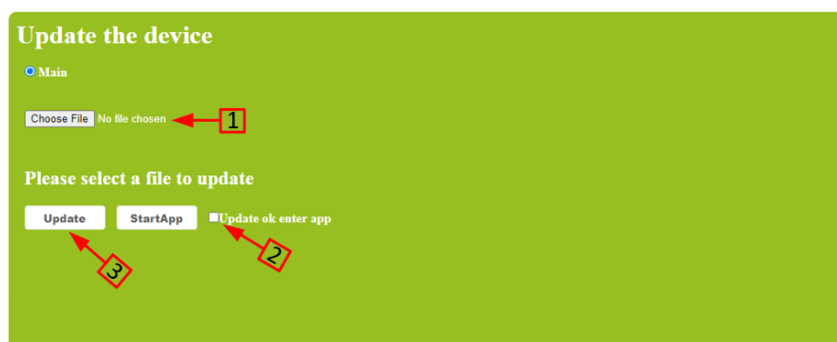 Update the device
Main
Choose File No file chosen
1
Please select a file to update
Update StartApp Update ok enter app
2
3